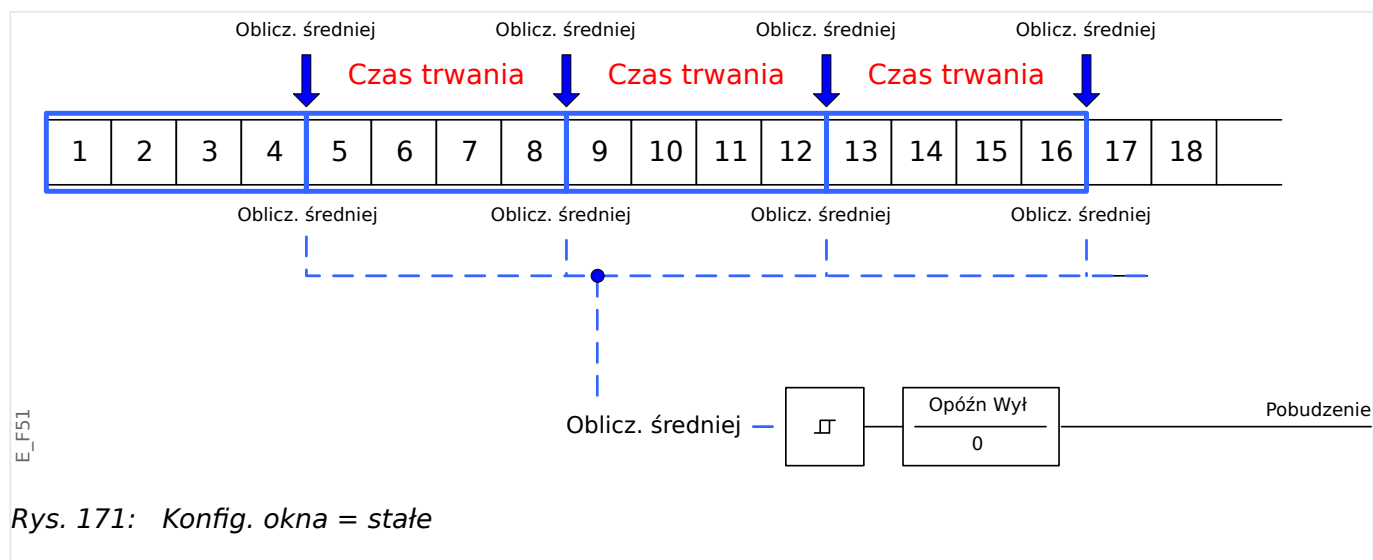 Oblicz. średniej Oblicz. średniej Oblicz. średniej Oblicz. średniej
Czas trwania Czas trwania Czas trwania
1 2 3 4 5 6 7 8 9 10 11 12 13 14 15 16 17 18
Oblicz. średniej Oblicz. średniej Oblicz. średniej Oblicz. średniej
Opóźn Wył
Pobudzenie
Oblicz. średniej
0
E_F51
Rys. 171: Konfig. okna = stałe